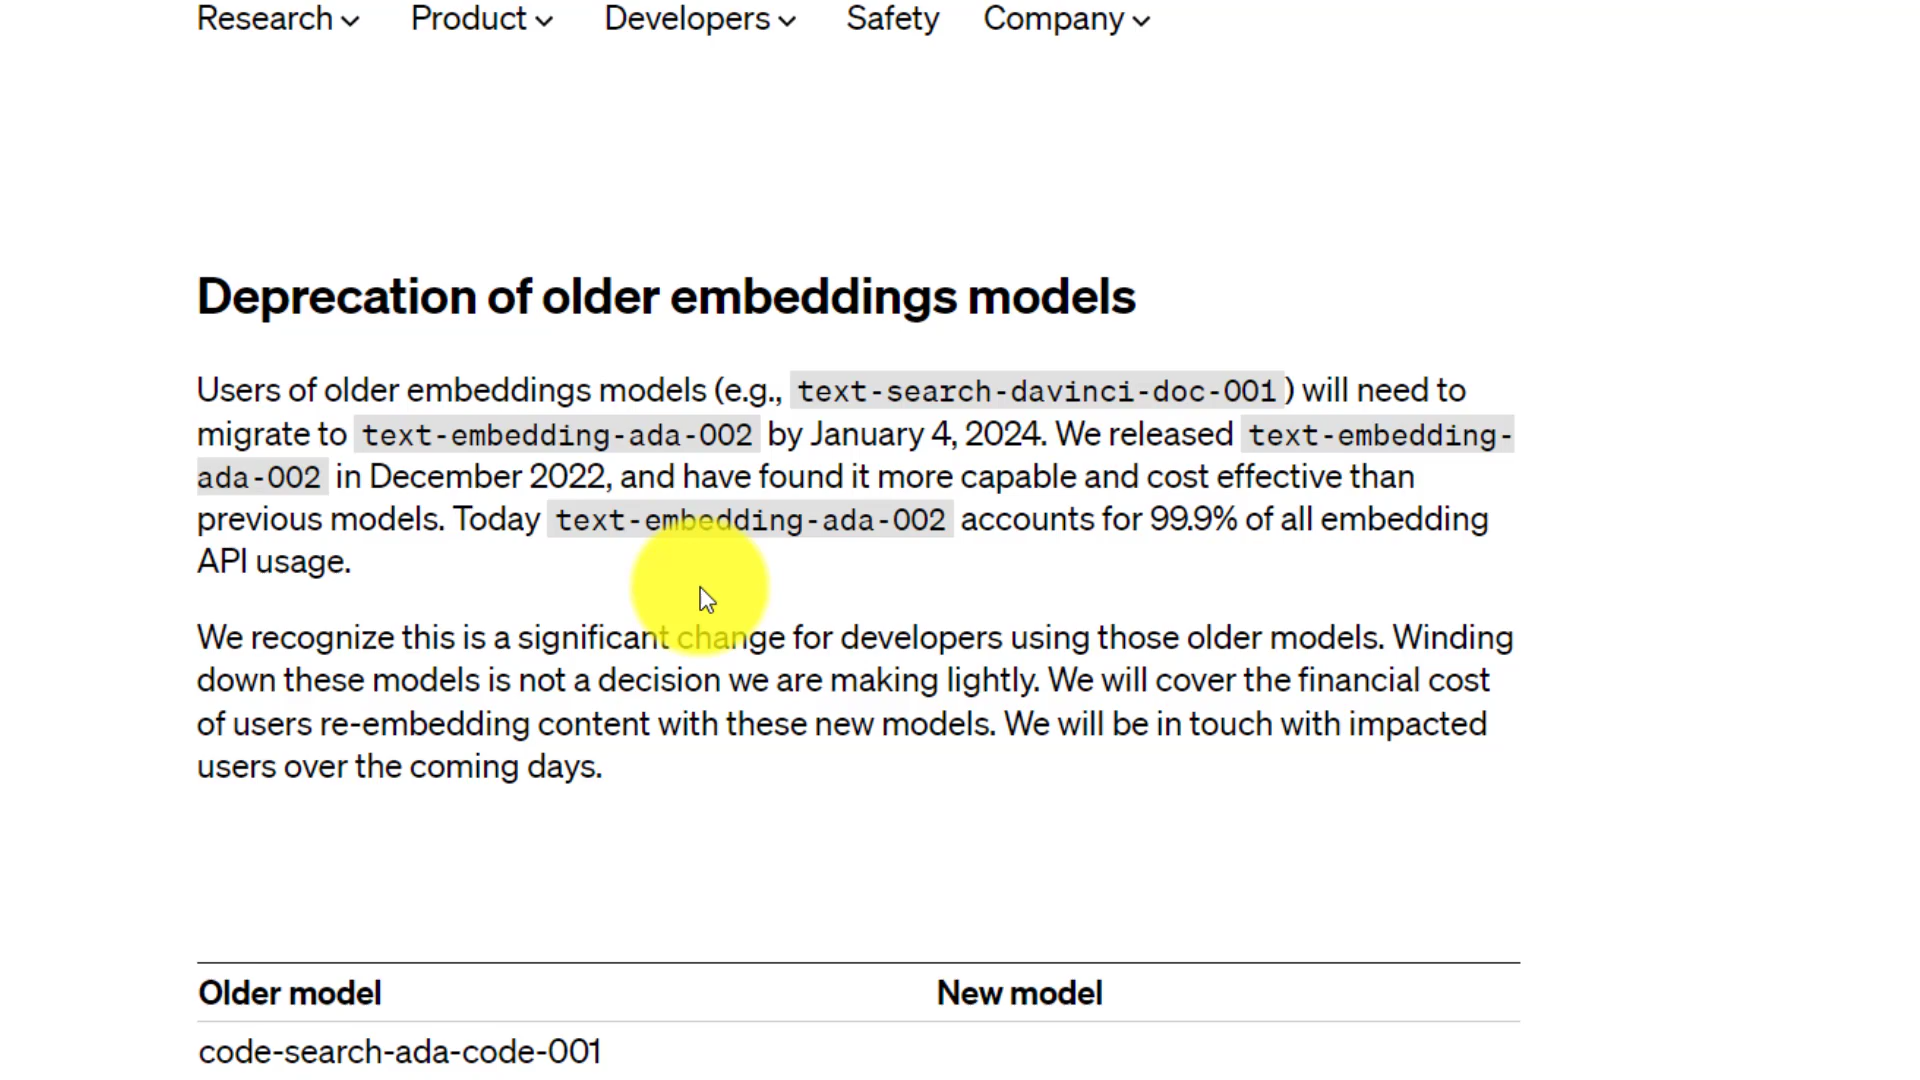 Research Product Developers Safety Company
Deprecation of older embeddings models
Users of older embeddings models (e.g., text-search-davinci-doc-001) will need to
migrate to text-embedding-ada-002 by January 4, 2024. We released text-embedding-
ada-002 in December 2022, and have found it more capable and cost effective than
previous models. Today text-embedding-ada-002 accounts for 99.9% of all embedding
API usage.
We recognize this is a significant change for developers using those older models. Winding
down these models is not a decision we are making lightly. We will cover the financial cost
of users re-embedding content with these new models. We will be in touch with impacted
users over the coming days.
Older model New model
code-search-ada-code-001